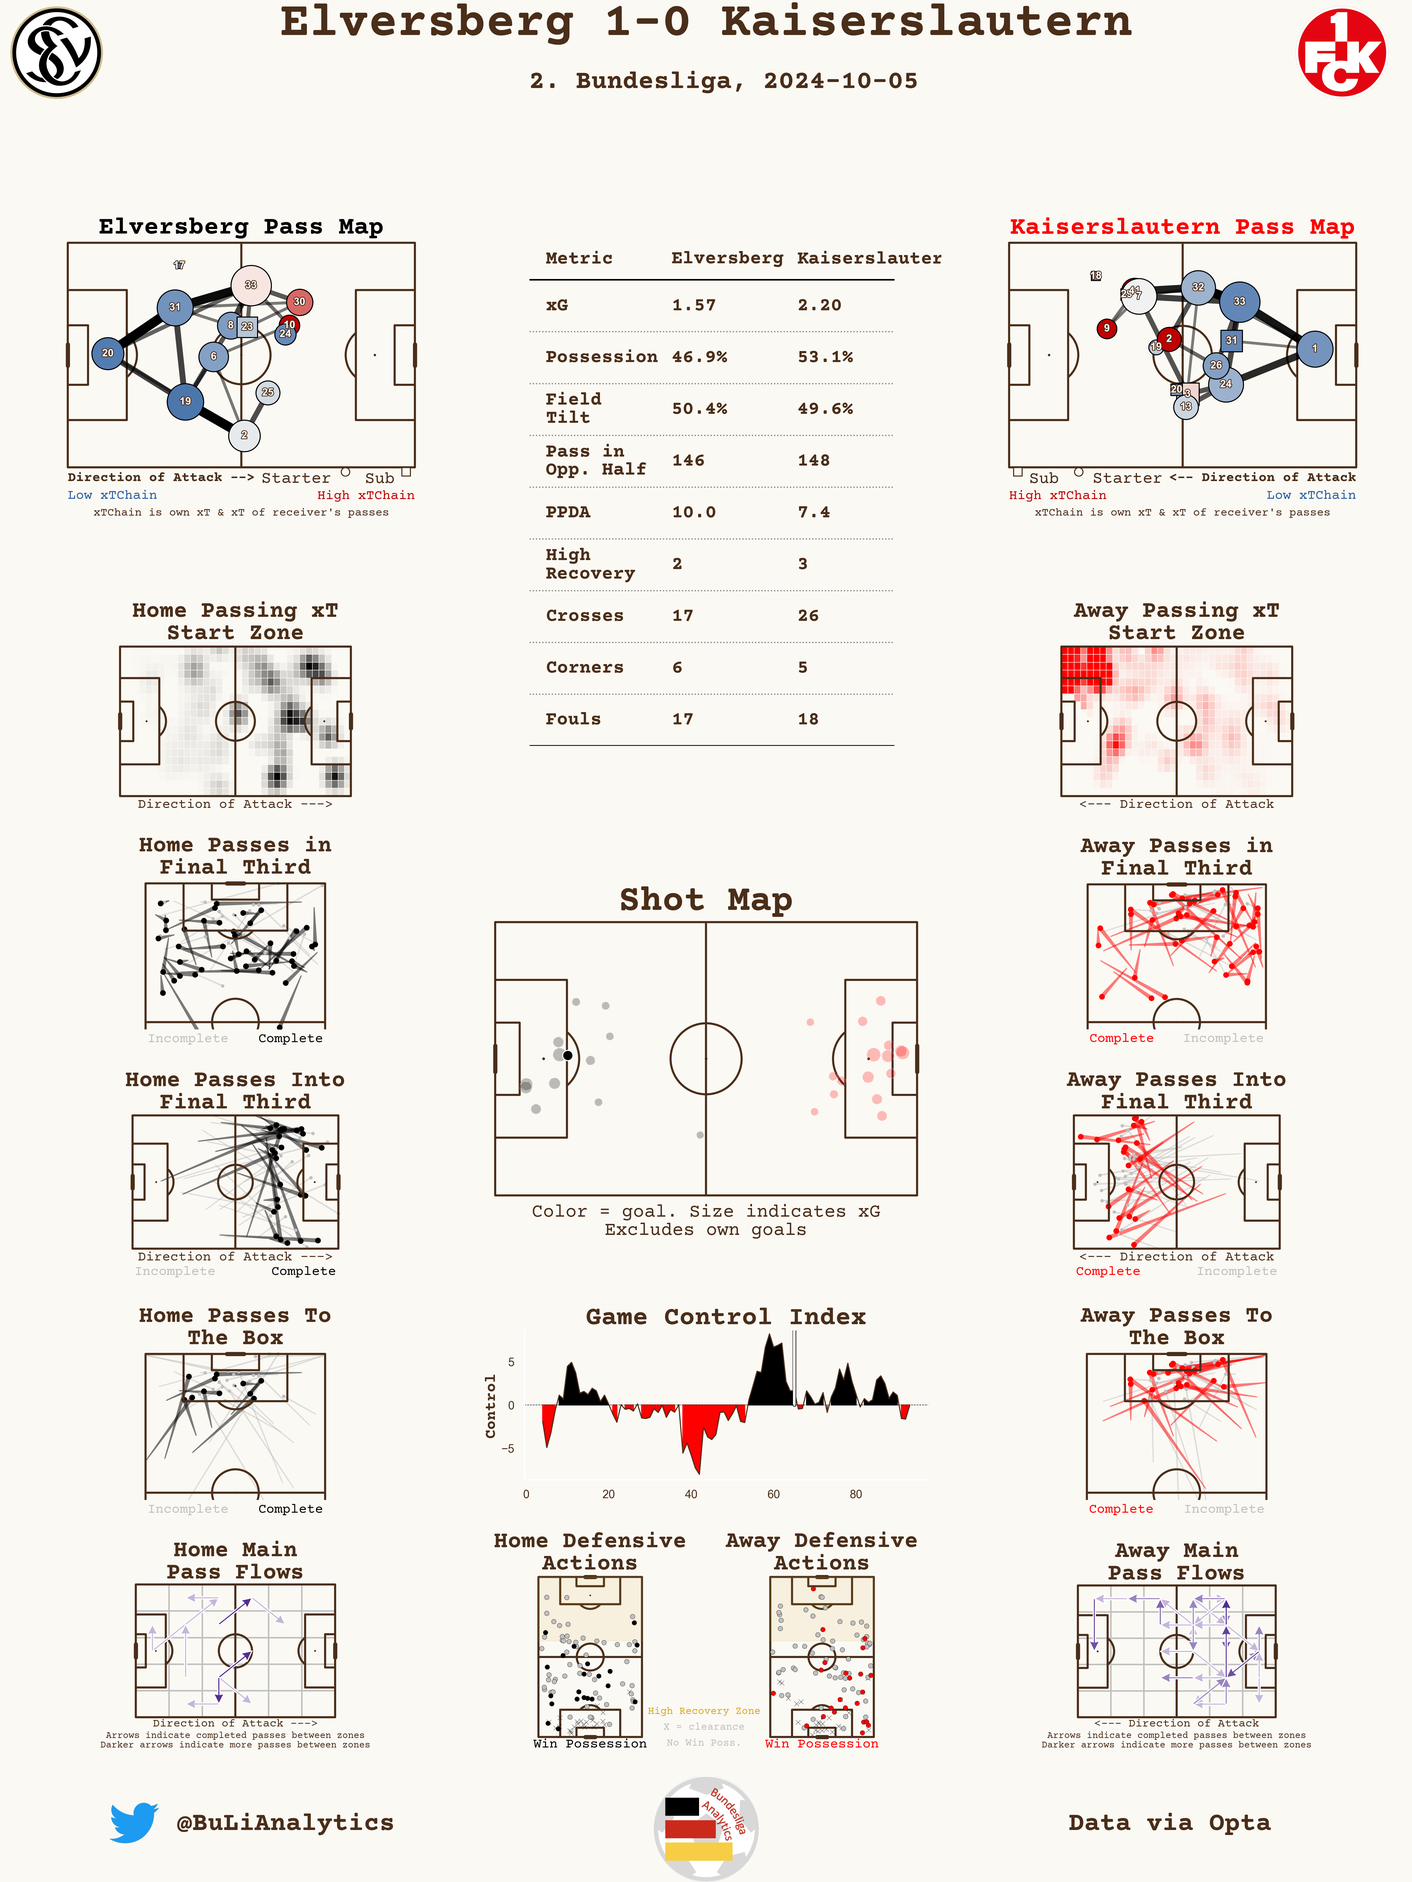 Elversberg 1-0 Kaiserslautern
2. Bundesliga, 2024-10-05
1
F K
C
Elversberg Pass Map
17
33
31
30
8
23
10
24
20
6
25
19
2
Direction of Attack --> Starter Sub
Low xTChain High xTChain
xTChain is own xT & xT of receiver's passes
Metric Elversberg Kaiserslauter
xG 1.57 2.20
Possession 46.9% 53.1%
Field
Tilt 50.4% 49.6%
Pass in
Opp. Half 146 148
PPDA 10.0 7.4
High
Recovery 2 3
Crosses 17 26
Corners 6 5
Fouls 17 18
Kaiserslautern Pass Map
18
7
32
33
9
2
19
31
1
26
24
20
3
13
Sub Starter <-- Direction of Attack
High xTChain Low xTChain
xTChain is own xT & xT of receiver's passes
Home Passing xT
Start Zone
Direction of Attack --->
Away Passing xT
Start Zone
<--- Direction of Attack
Home Passes in
Final Third
Incomplete Complete
Shot Map
Color = goal. Size indicates xG
Excludes own goals
Away Passes in
Final Third
Complete Incomplete
Home Passes Into
Final Third
Direction of Attack --->
Incomplete Complete
Away Passes Into
Final Third
<--- Direction of Attack
Complete Incomplete
Home Passes To
The Box
Incomplete Complete
Game Control Index
Control
5
0
−5
0 20 40 60 80
Away Passes To
The Box
Complete Incomplete
Home Main
Pass Flows
Direction of Attack --->
Arrows indicate completed passes between zones
Darker arrows indicate more passes between zones
Home Defensive
Actions
Win Possession
High Recovery Zone
X = clearance
No Win Poss.
Away Defensive
Actions
Win Possession
Away Main
Pass Flows
<--- Direction of Attack
Arrows indicate completed passes between zones
Darker arrows indicate more passes between zones
@BuLiAnalytics
Bundesliga
Analytics
Data via Opta